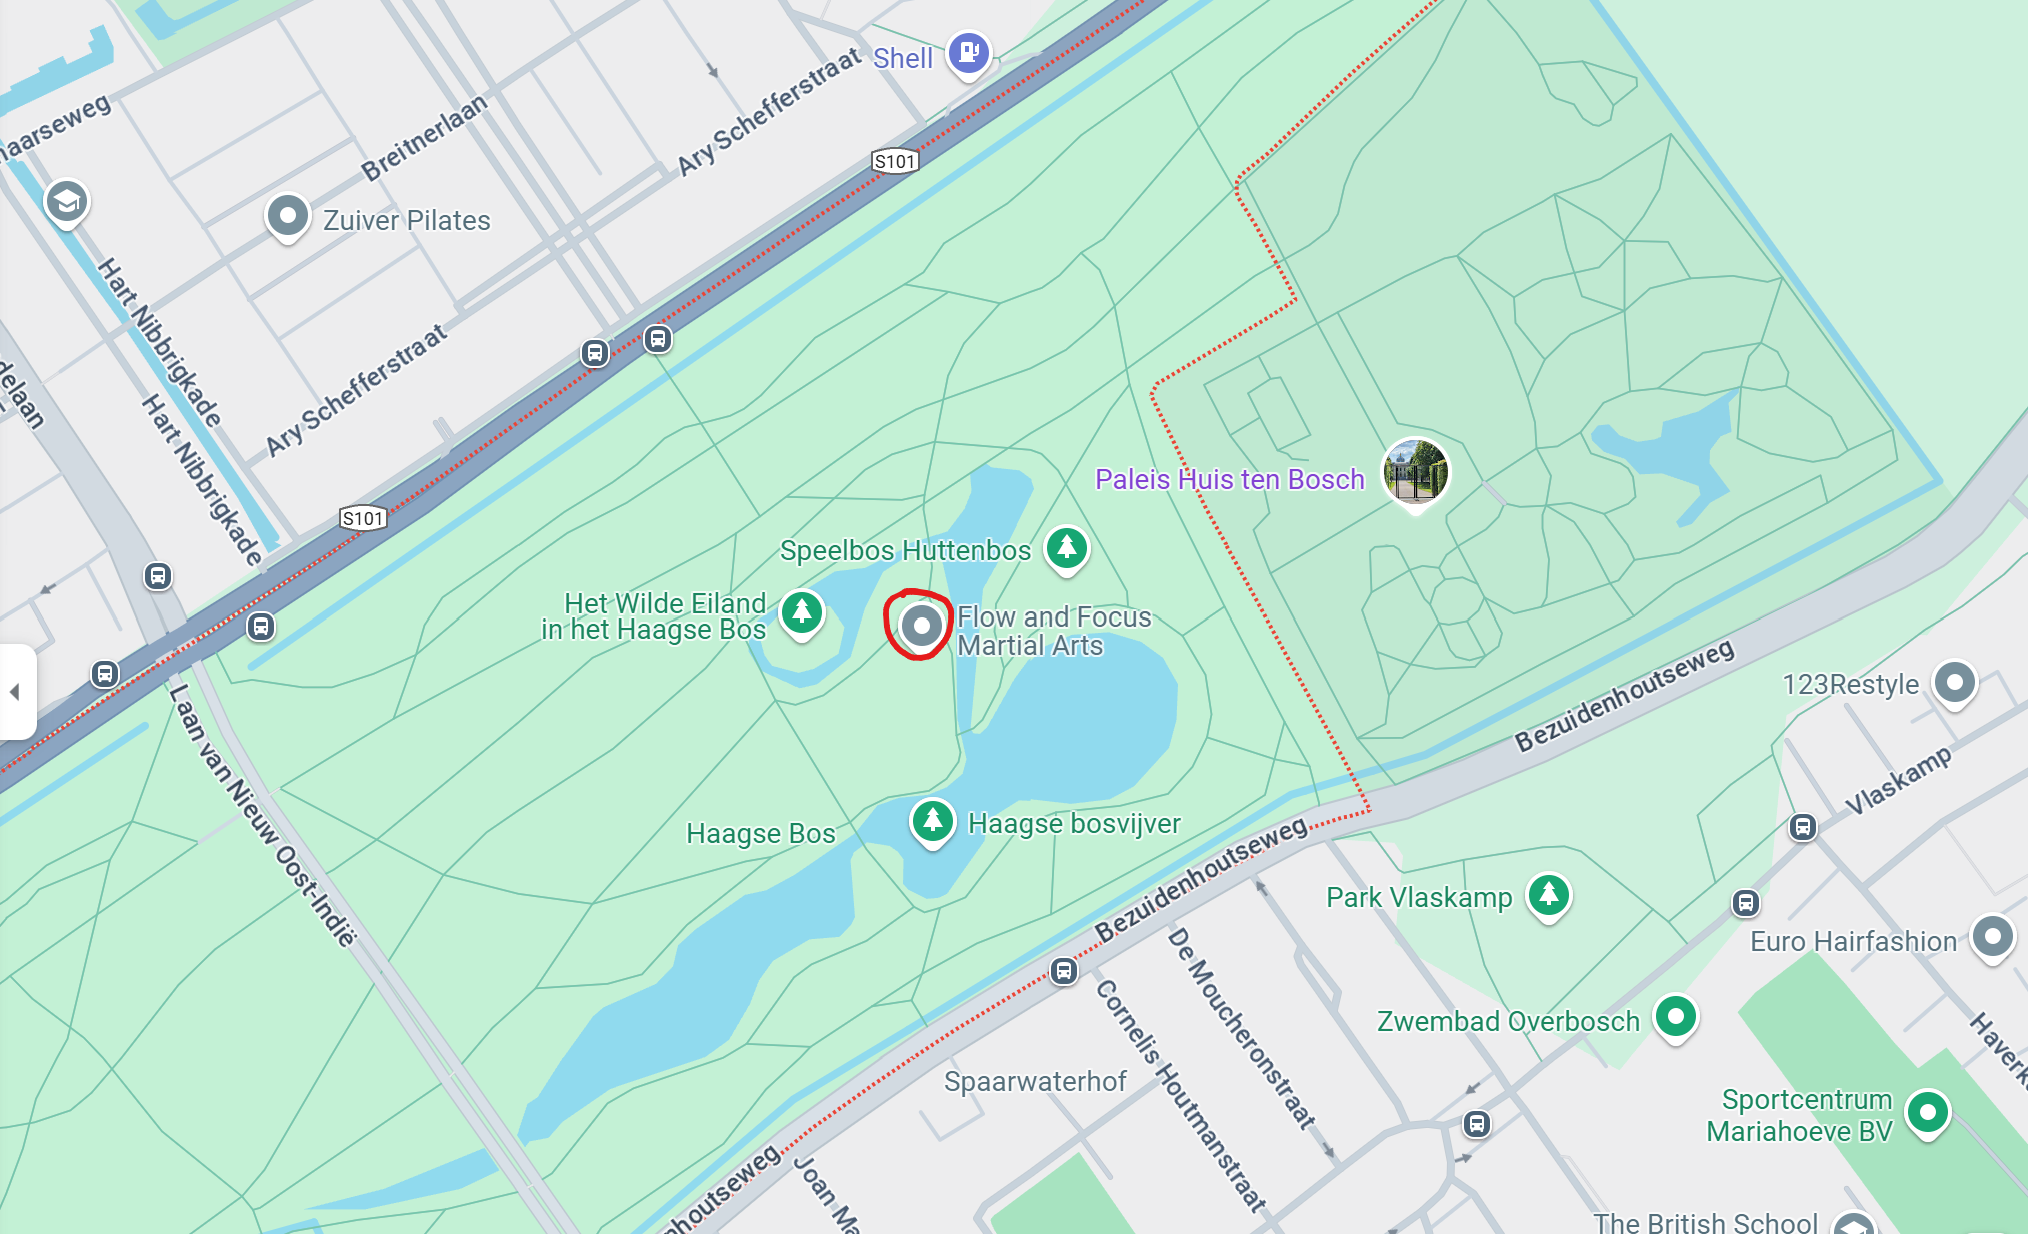 Shell
Ary Schefferstraat
Breitnerlaan
S101
Zuiver Pilates
Hart Nibbrigkade
Ary Schefferstraat
Hart Nibbrigkade
S101
Paleis Huis ten Bosch
Speelbos Huttenbos
Het Wilde Eiland
in het Haagse Bos
Flow and Focus
Martial Arts
Bezuidenhoutseweg
123Restyle
Laan van Nieuw Oost-Indië
Vlaskamp
Haagse Bos
Haagse bosvijver
Bezuidenhoutseweg
Park Vlaskamp
De Moucheronstraat
Euro Hairfashion
Cornelis Houtmanstraat
Zwembad Overbosch
Spaarwaterhof
Sportcentrum
Mariahoeve BV
Joan Ma
The British School